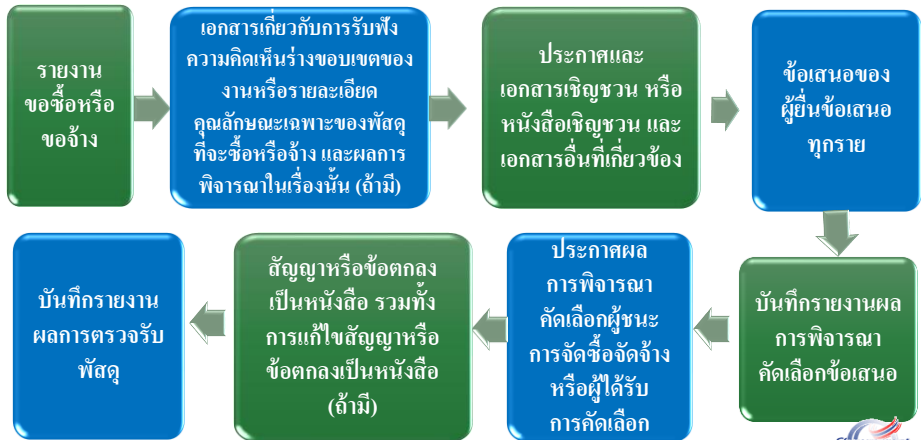 รายงาน
ขอซื้อหรือ
ขอจ้าง
เอกสารเกี่ยวกับการรับฟัง
ความคิดเห็นร่างขอบเขตของ
งานหรือรายละเอียด
คุณลักษณะเฉพาะของพัสดุ
ที่จะซื้อหรือจ้าง และผลการ
พิจารณาในเรื่องนั้น (ถ้ามี)
ประกาศและ
เอกสารเชิญชวน หรือ
หนังสือเชิญชวน และ
เอกสารอื่นที่เกี่ยวข้อง
ข้อเสนอของ
ผู้ยื่นข้อเสนอ
ทุกราย
บันทึกรายงานผล
การพิจารณา
คัดเลือกข้อเสนอ
ประกาศผล
การพิจารณา
คัดเลือกผู้ชนะ
การจัดซื้อจัดจ้าง
หรือผู้ได้รับ
การคัดเลือก
สัญญาหรือข้อตกลง
เป็นหนังสือ รวมทั้ง
การแก้ไขสัญญาหรือ
ข้อตกลงเป็นหนังสือ
(ถ้ามี)
บันทึกรายงาน
ผลการตรวจรับ
พัสดุ